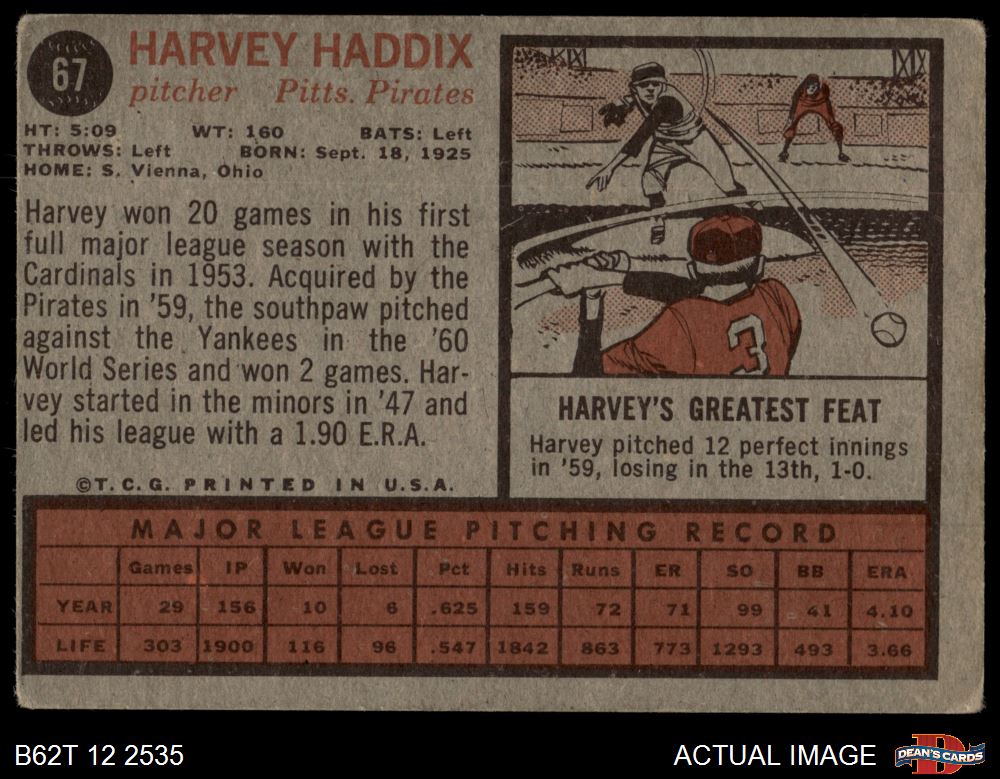 67
HARVEY HADDIX
pitcher Pitts. Pirates
HT: 5:09 WT: 160 BATS: Left
THROWS: Left BORN: Sept. 18, 1925
HOME: S. Vienna, Ohio
Harvey won 20 games in his first
full major league season with the
Cardinals in 1953. Acquired by the
Pirates in '59, the southpaw pitched
against the Yankees in the '60
World Series and won 2 games. Har-
vey started in the minors in '47 and
led his league with a 1.90 E.R.A.
©T.C.G. PRINTED IN U.S.A.
3
HARVEY'S GREATEST FEAT
Harvey pitched 12 perfect innings
in '59, losing in the 13th, 1-0.
MAJOR LEAGUE PITCHING RECORD
Games IP Won Lost Pct Hits Runs ER SO BB ERA
YEAR 29 156 10 6 .625 159 72 71 99 41 4.10
LIFE 303 1900 116 96 .547 1842 863 773 1293 493 3.66
B62T 12 2535
ACTUAL IMAGE
DEAN'S CARDS